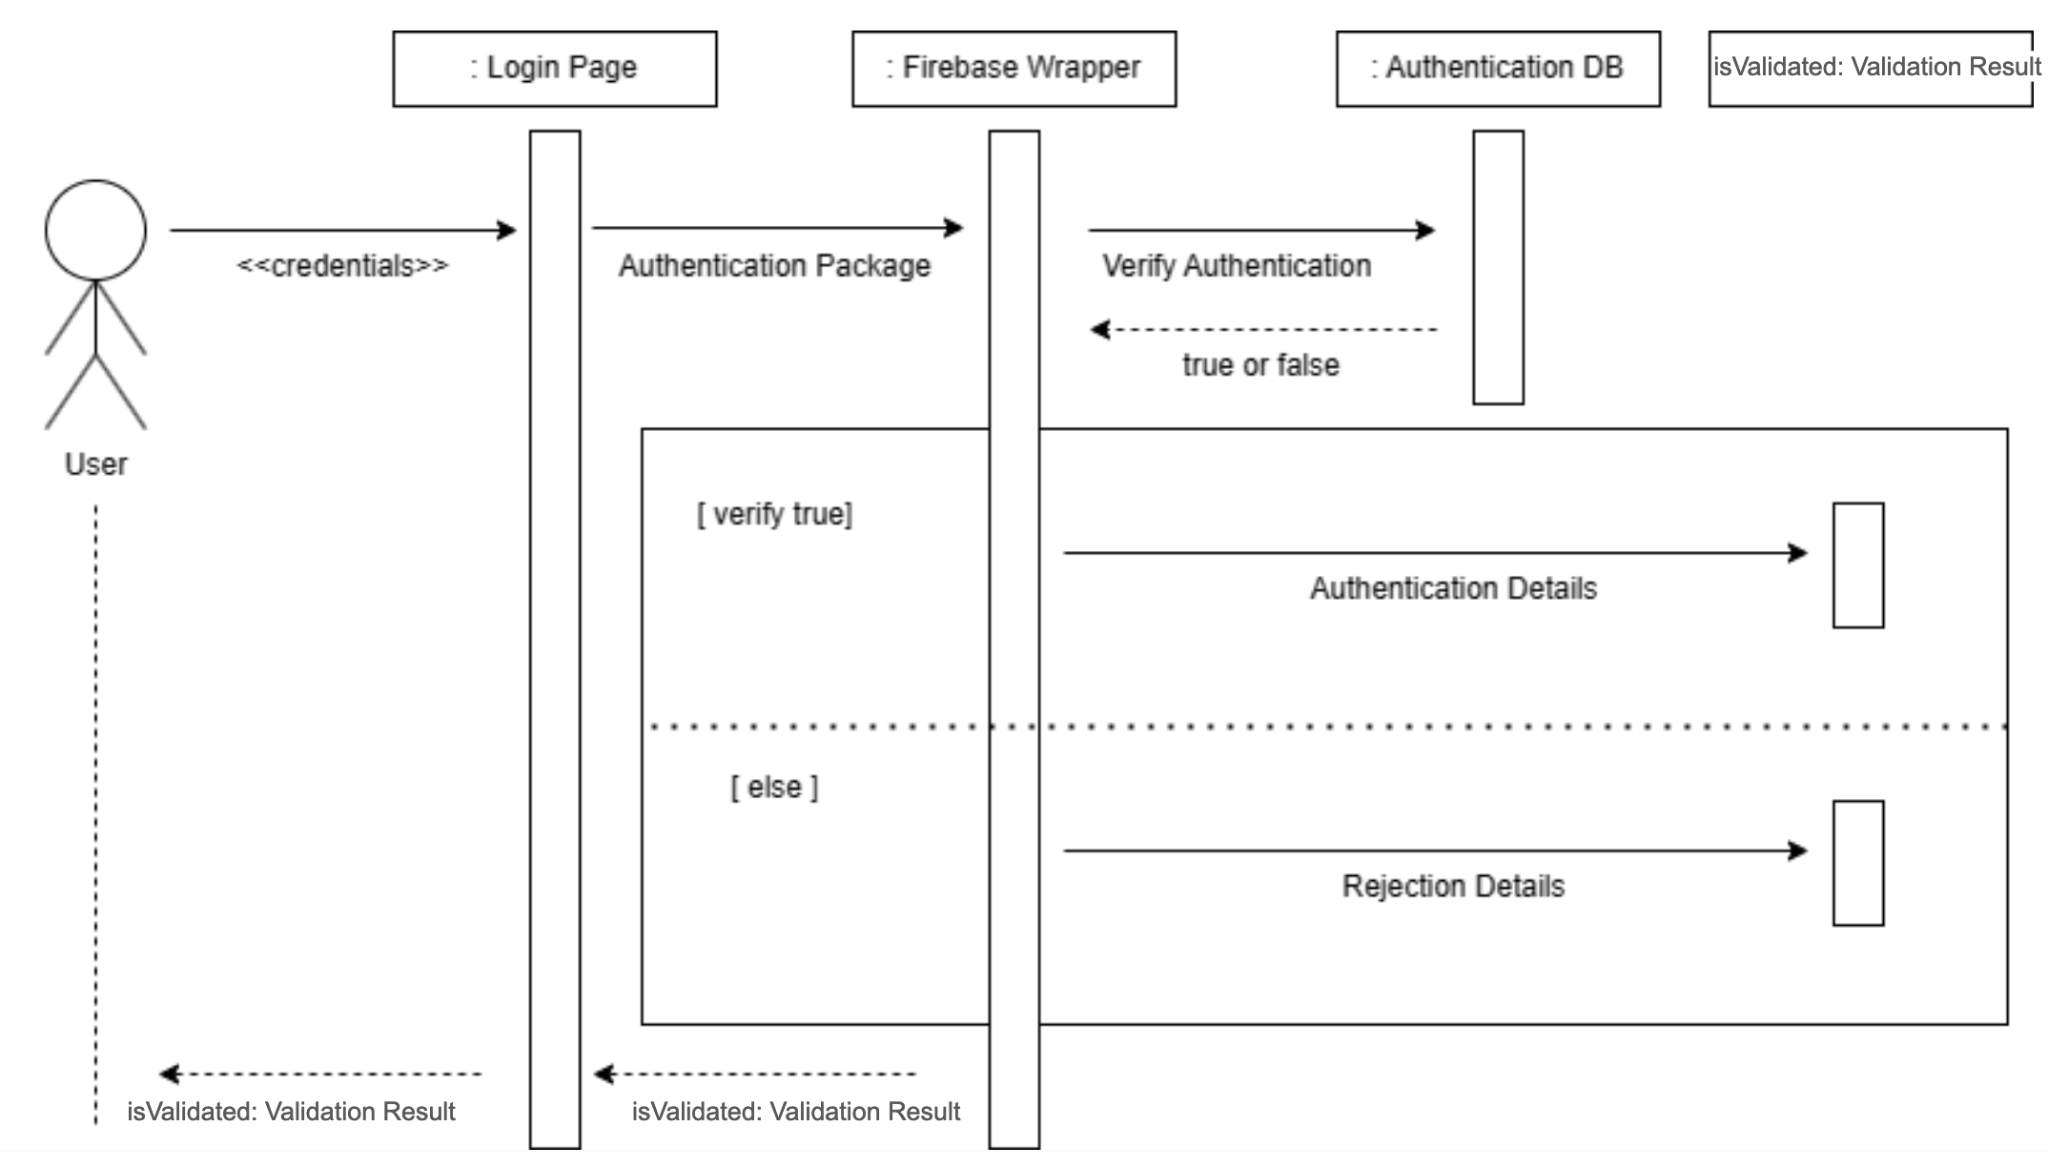 : Login Page
: Firebase Wrapper
: Authentication DB
isValidated: Validation Result
<<credentials>>
Authentication Package
Verify Authentication
true or false
User
[ verify true]
Authentication Details
[ else ]
Rejection Details
isValidated: Validation Result
isValidated: Validation Result